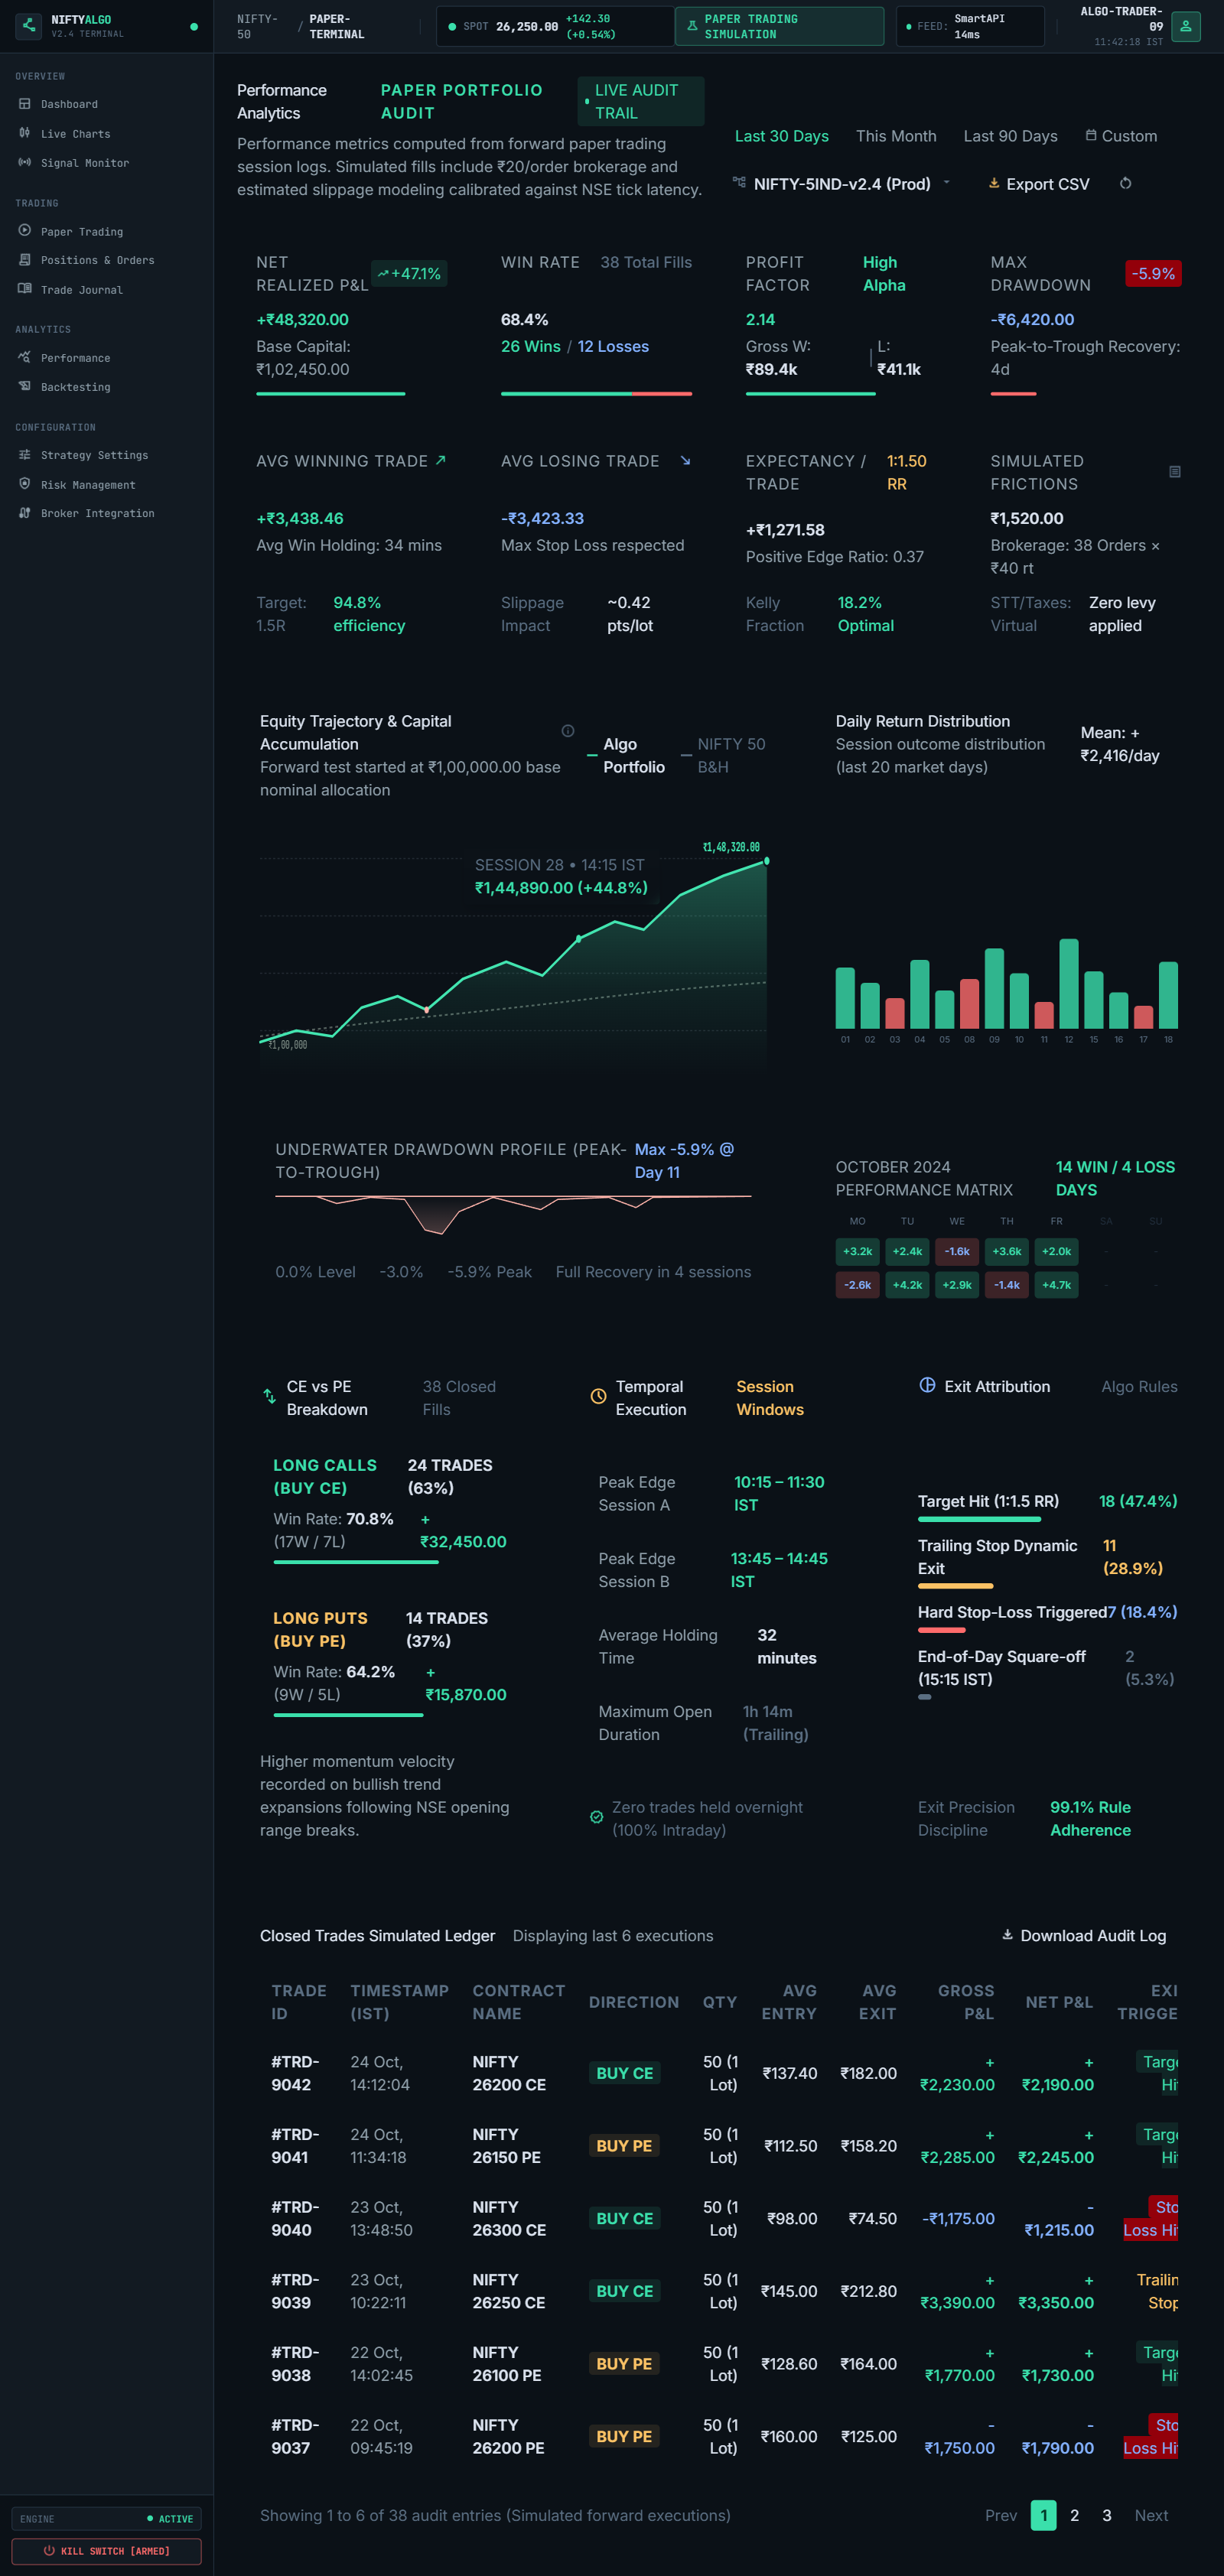 NIFTYALGO
V2.4 TERMINAL
NIFTY-50 / PAPER-TERMINAL
SPOT 26,250.00 +142.30 (+0.54%)
PAPER TRADING SIMULATION
FEED: SmartAPI 14ms
ALGO-TRADER-09
11:42:18 IST
OVERVIEW
Dashboard
Live Charts
Signal Monitor
TRADING
Paper Trading
Positions & Orders
Trade Journal
ANALYTICS
Performance
Backtesting
CONFIGURATION
Strategy Settings
Risk Management
Broker Integration
ENGINE ACTIVE
KILL SWITCH [ARMED]
Performance Analytics
PAPER PORTFOLIO AUDIT
LIVE AUDIT TRAIL
Performance metrics computed from forward paper trading
session logs. Simulated fills include ₹20/order brokerage and
estimated slippage modeling calibrated against NSE tick latency.
Last 30 Days This Month Last 90 Days Custom
NIFTY-5IND-v2.4 (Prod) Export CSV
NET REALIZED P&L +47.1%
+₹48,320.00
Base Capital: ₹1,02,450.00
WIN RATE 38 Total Fills
68.4%
26 Wins / 12 Losses
PROFIT FACTOR High Alpha
2.14
Gross W: ₹89.4k L: ₹41.1k
MAX DRAWDOWN -5.9%
-₹6,420.00
Peak-to-Trough Recovery: 4d
AVG WINNING TRADE
+₹3,438.46
Avg Win Holding: 34 mins
Target: 1.5R 94.8% efficiency
AVG LOSING TRADE
-₹3,423.33
Max Stop Loss respected
Slippage Impact ~0.42 pts/lot
EXPECTANCY / TRADE 1:1.50 RR
+₹1,271.58
Positive Edge Ratio: 0.37
Kelly Fraction 18.2% Optimal
SIMULATED FRICTIONS
₹1,520.00
Brokerage: 38 Orders × ₹40 rt
STT/Taxes: Virtual Zero levy applied
Equity Trajectory & Capital Accumulation
Forward test started at ₹1,00,000.00 base nominal allocation
Algo Portfolio
NIFTY 50 B&H
SESSION 28 • 14:15 IST
₹1,44,890.00 (+44.8%)
₹1,48,320.00
₹1,00,000
Daily Return Distribution
Session outcome distribution (last 20 market days)
Mean: +₹2,416/day
01 02 03 04 05 08 09 10 11 12 15 16 17 18
UNDERWATER DRAWDOWN PROFILE (PEAK-TO-TROUGH)
Max -5.9% @ Day 11
0.0% Level -3.0% -5.9% Peak Full Recovery in 4 sessions
OCTOBER 2024 PERFORMANCE MATRIX
14 WIN / 4 LOSS DAYS
MO TU WE TH FR SA SU
+3.2k +2.4k -1.6k +3.6k +2.0k - -
-2.6k +4.2k +2.9k -1.4k +4.7k - -
CE vs PE Breakdown 38 Closed Fills
LONG CALLS (BUY CE) 24 TRADES (63%)
Win Rate: 70.8% (17W / 7L) +₹32,450.00
LONG PUTS (BUY PE) 14 TRADES (37%)
Win Rate: 64.2% (9W / 5L) +₹15,870.00
Higher momentum velocity
recorded on bullish trend
expansions following NSE opening
range breaks.
Temporal Execution Session Windows
Peak Edge Session A 10:15 – 11:30 IST
Peak Edge Session B 13:45 – 14:45 IST
Average Holding Time 32 minutes
Maximum Open Duration 1h 14m (Trailing)
Zero trades held overnight (100% Intraday)
Exit Attribution Algo Rules
Target Hit (1:1.5 RR) 18 (47.4%)
Trailing Stop Dynamic Exit 11 (28.9%)
Hard Stop-Loss Triggered 7 (18.4%)
End-of-Day Square-off (15:15 IST) 2 (5.3%)
Exit Precision Discipline 99.1% Rule Adherence
Closed Trades Simulated Ledger Displaying last 6 executions Download Audit Log
TRADE ID TIMESTAMP (IST) CONTRACT NAME DIRECTION QTY AVG ENTRY AVG EXIT GROSS P&L NET P&L EXI TRIGGE
#TRD-9042 24 Oct, 14:12:04 NIFTY 26200 CE BUY CE 50 (1 Lot) ₹137.40 ₹182.00 +₹2,230.00 +₹2,190.00 Targe Hit
#TRD-9041 24 Oct, 11:34:18 NIFTY 26150 PE BUY PE 50 (1 Lot) ₹112.50 ₹158.20 +₹2,285.00 +₹2,245.00 Targe Hit
#TRD-9040 23 Oct, 13:48:50 NIFTY 26300 CE BUY CE 50 (1 Lot) ₹98.00 ₹74.50 -₹1,175.00 -₹1,215.00 Sto Loss Hit
#TRD-9039 23 Oct, 10:22:11 NIFTY 26250 CE BUY CE 50 (1 Lot) ₹145.00 ₹212.80 +₹3,390.00 +₹3,350.00 Trailin Stop
#TRD-9038 22 Oct, 14:02:45 NIFTY 26100 PE BUY PE 50 (1 Lot) ₹128.60 ₹164.00 +₹1,770.00 +₹1,730.00 Targe Hit
#TRD-9037 22 Oct, 09:45:19 NIFTY 26200 PE BUY PE 50 (1 Lot) ₹160.00 ₹125.00 -₹1,750.00 -₹1,790.00 Sto Loss Hit
Showing 1 to 6 of 38 audit entries (Simulated forward executions)
Prev 1 2 3 Next